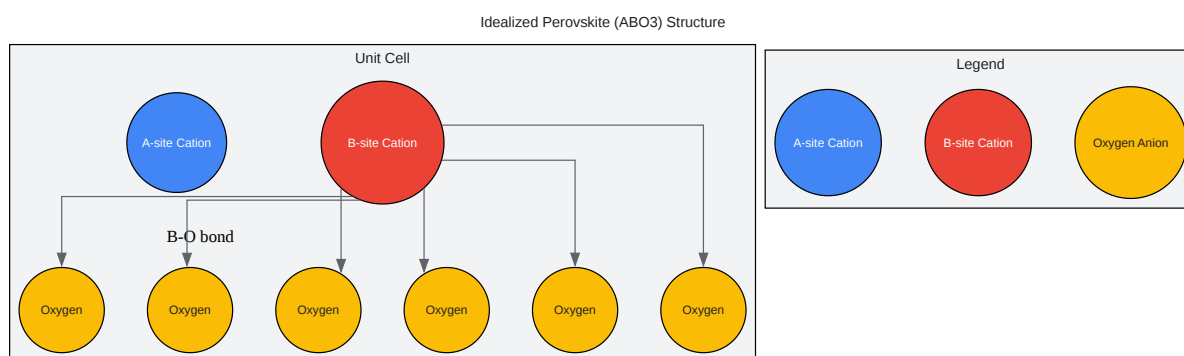 Idealized Perovskite (ABO3) Structure
Unit Cell
Legend
A-site Cation
B-site Cation
A-site Cation
B-site Cation
Oxygen Anion
B-O bond
Oxygen
Oxygen
Oxygen
Oxygen
Oxygen
Oxygen